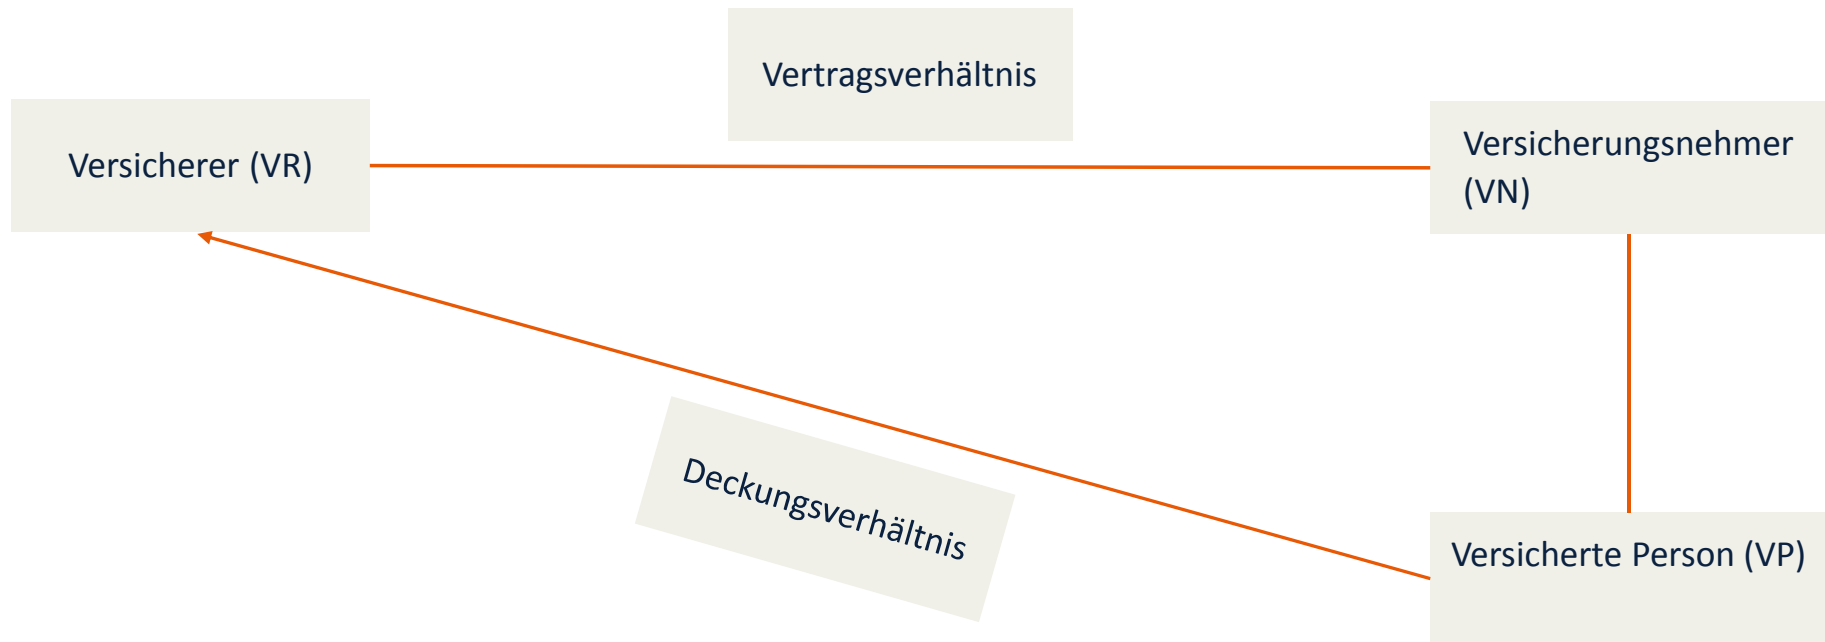 Vertragsverhältnis
Versicherer (VR)
Versicherungsnehmer
(VN)
Deckungsverhältnis
Versicherte Person (VP)